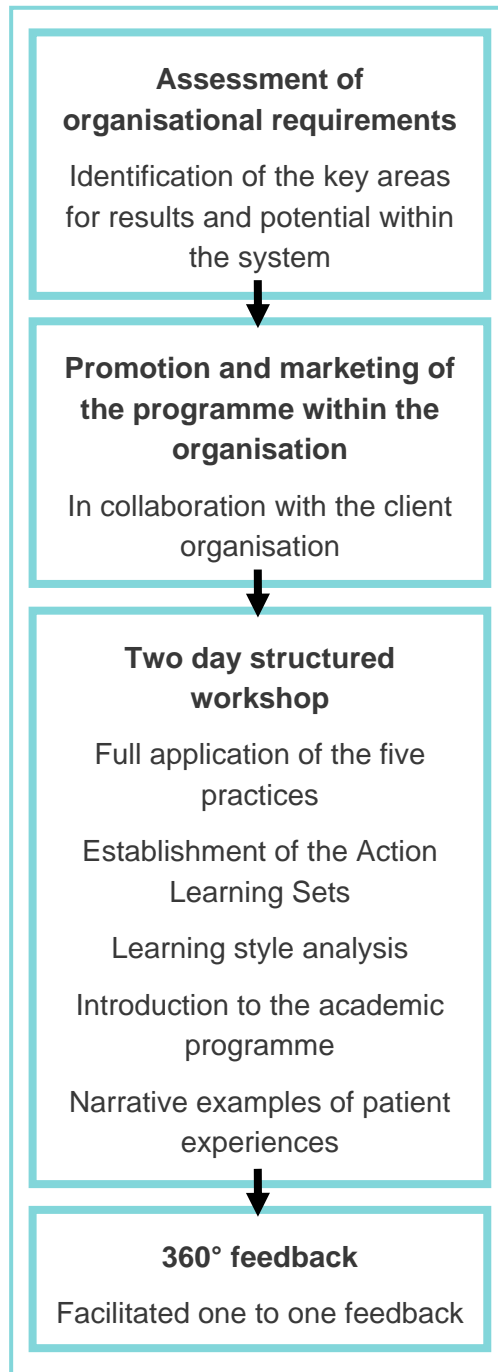 Assessment of
organisational requirements
Identification of the key areas
for results and potential within
the system
Promotion and marketing of
the programme within the
organisation
In collaboration with the client
organisation
Two day structured
workshop
Full application of the five
practices
Establishment of the Action
Learning Sets
Learning style analysis
Introduction to the academic
programme
Narrative examples of patient
experiences
360° feedback
Facilitated one to one feedback